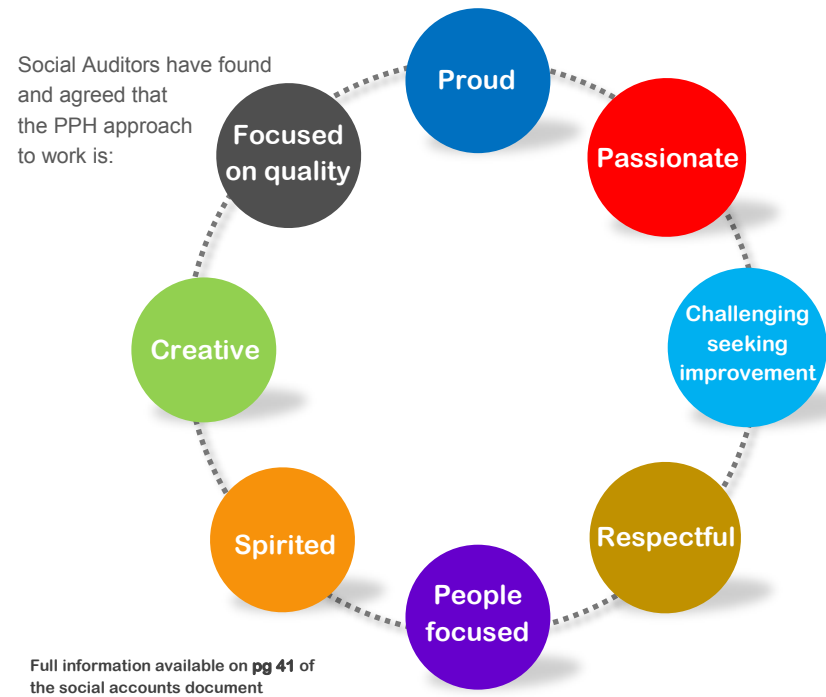 Social Auditors have found
and agreed that
the PPH approach
to work is:
Proud
Passionate
Challenging
seeking
improvement
Respectful
People
focused
Spirited
Creative
Focused
on quality
Full information available on pg 41 of
the social accounts document